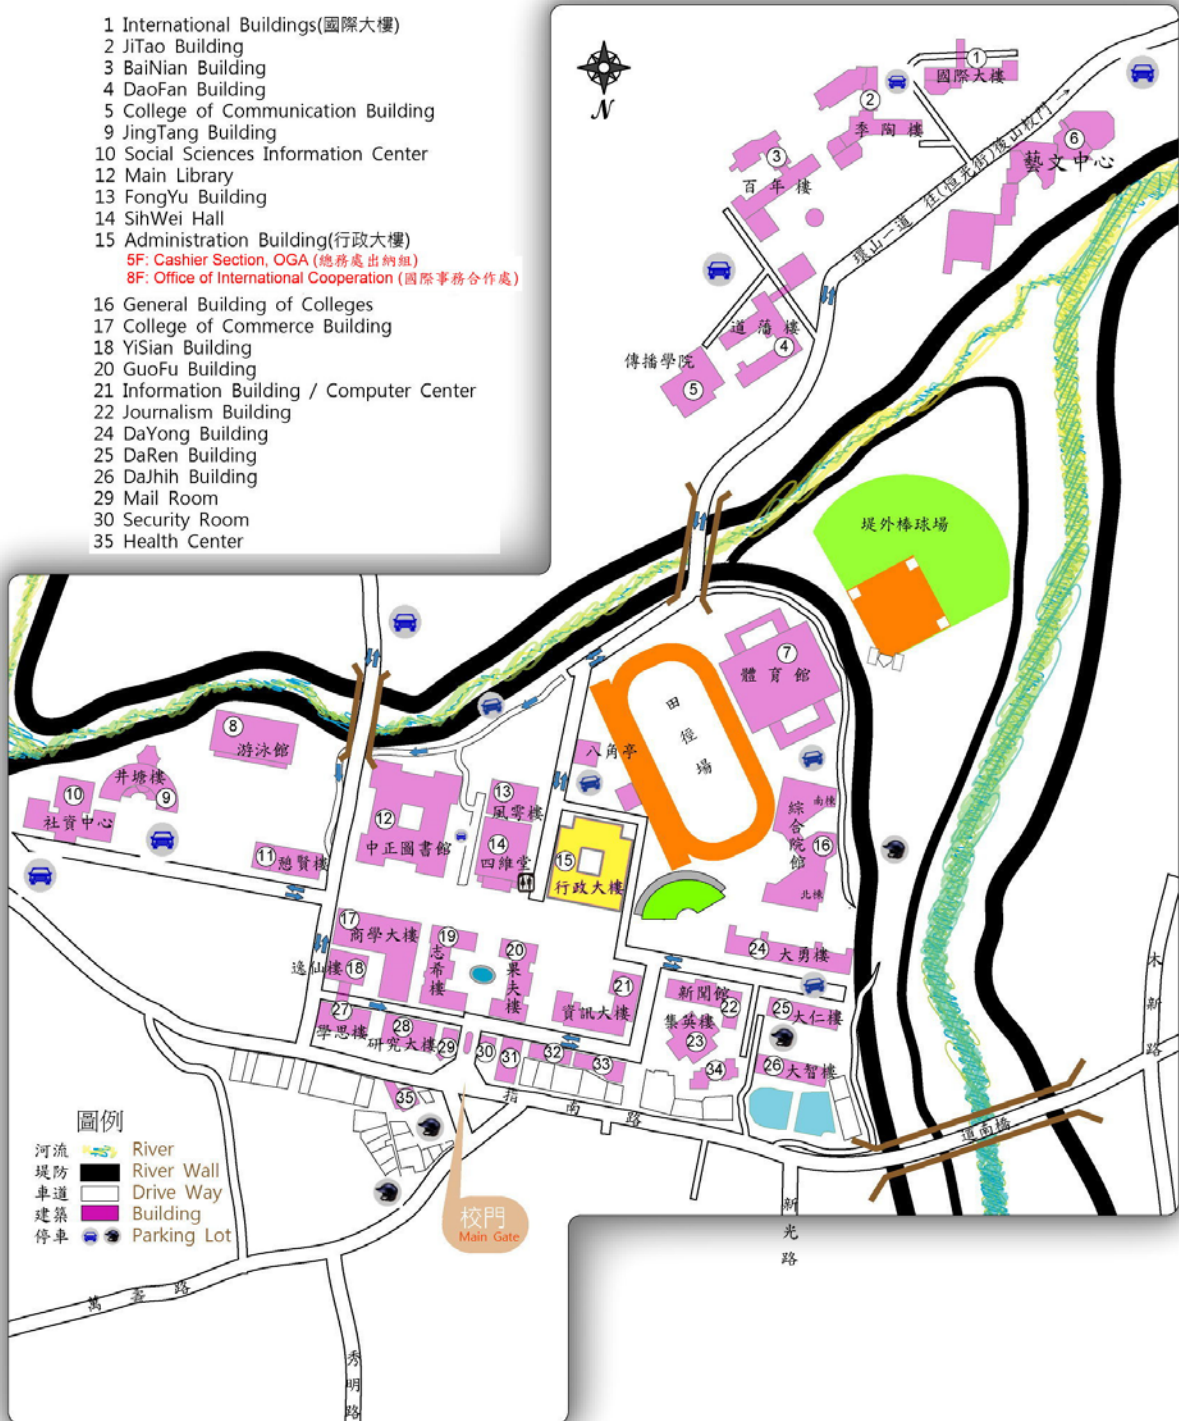 1 International Buildings(國際大樓)
2 JiTao Building
3 BaiNian Building
4 DaoFan Building
5 College of Communication Building
9 JingTang Building
10 Social Sciences Information Center
12 Main Library
13 FongYu Building
14 SihWei Hall
15 Administration Building(行政大樓)
5F: Cashier Section, OGA (總務處出納組)
8F: Office of International Cooperation (國際事務合作處)
16 General Building of Colleges
17 College of Commerce Building
18 YiSian Building
20 GuoFu Building
21 Information Building / Computer Center
22 Journalism Building
24 DaYong Building
25 DaRen Building
26 DaJhih Building
29 Mail Room
30 Security Room
35 Health Center
N
1
國際大樓
2
季陶樓
3
百年樓
6
藝文中心
環山一道 往(恒光街)後山校門→
道藩樓
4
傳播學院
5
堤外棒球場
7
體育館
田徑場
八角亭
8
游泳館
井塘樓
9
10
社資中心
11
憩賢樓
12
中正圖書館
13
風雩樓
14
四維堂
15
行政大樓
綜合院館
南棟
16
北棟
17
商學大樓
逸仙樓
18
19
志希樓
20
果夫樓
21
資訊大樓
24
大勇樓
新聞館
22
集英樓
23
25
大仁樓
26
大智樓
27
學思樓
28
研究大樓
29
30
31
32
33
34
35
指南路
道南橋
木新路
新光路
萬壽路
秀明路
校門
Main Gate
圖例
河流 River
堤防 River Wall
車道 Drive Way
建築 Building
停車 Parking Lot